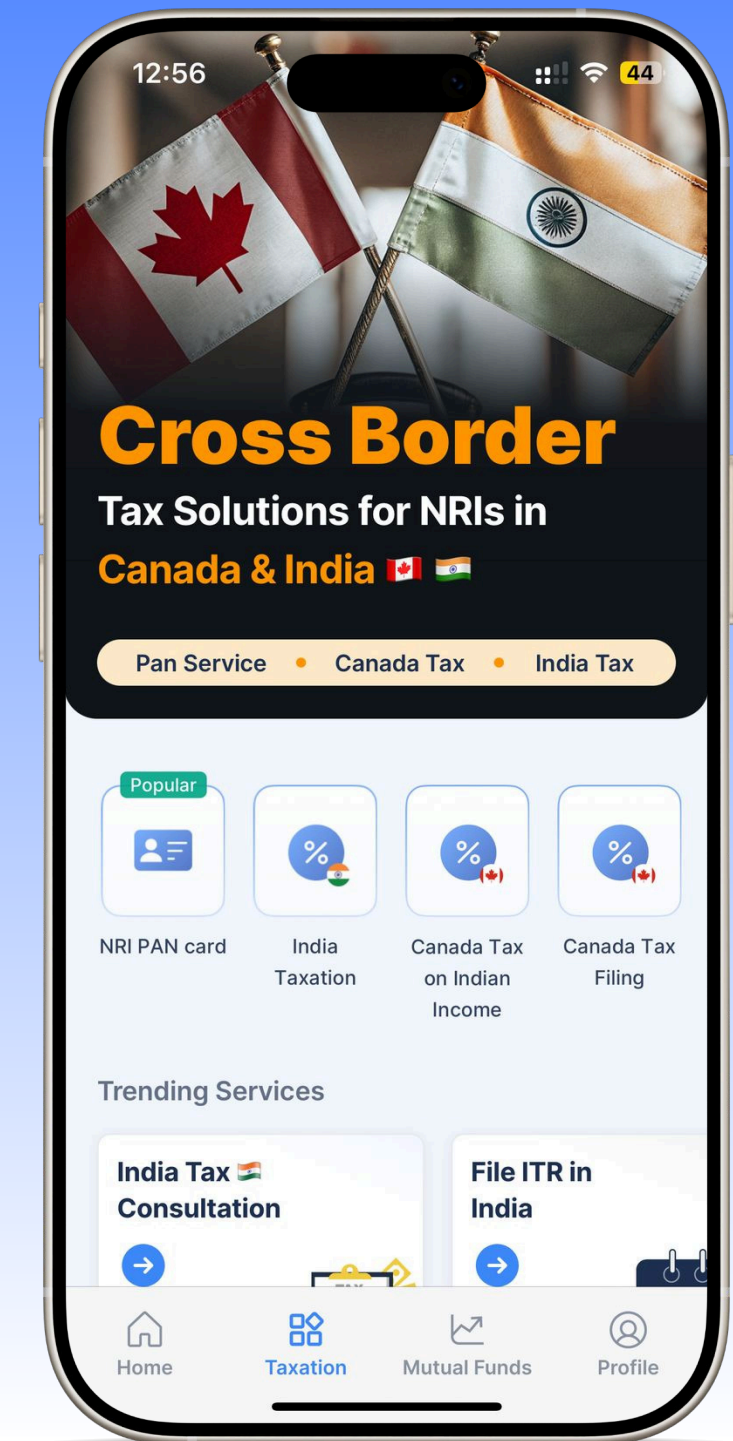 12:56
44
Cross Border
Tax Solutions for NRIs in
Canada & India
Pan Service • Canada Tax • India Tax
Popular
NRI PAN card
India
Taxation
Canada Tax
on Indian
Income
Canada Tax
Filing
Trending Services
India Tax
Consultation
File ITR in
India
Home
Taxation
Mutual Funds
Profile